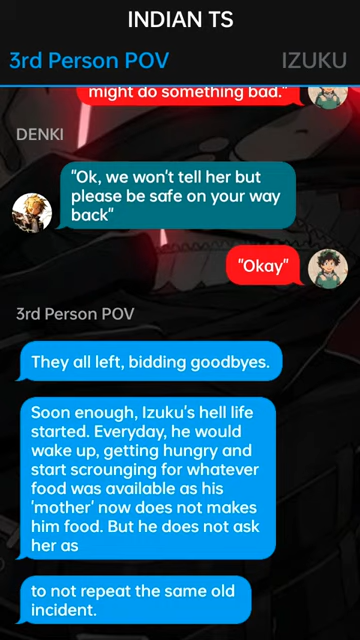 INDIAN TS
3rd Person POV
IZUKU
might do something bad."
DENKI
"Ok, we won't tell her but
please be safe on your way
back"
"Okay"
3rd Person POV
They all left, bidding goodbyes.
Soon enough, Izuku's hell life
started. Everyday, he would
wake up, getting hungry and
start scrounging for whatever
food was available as his
'mother' now does not makes
him food. But he does not ask
her as
to not repeat the same old
incident.